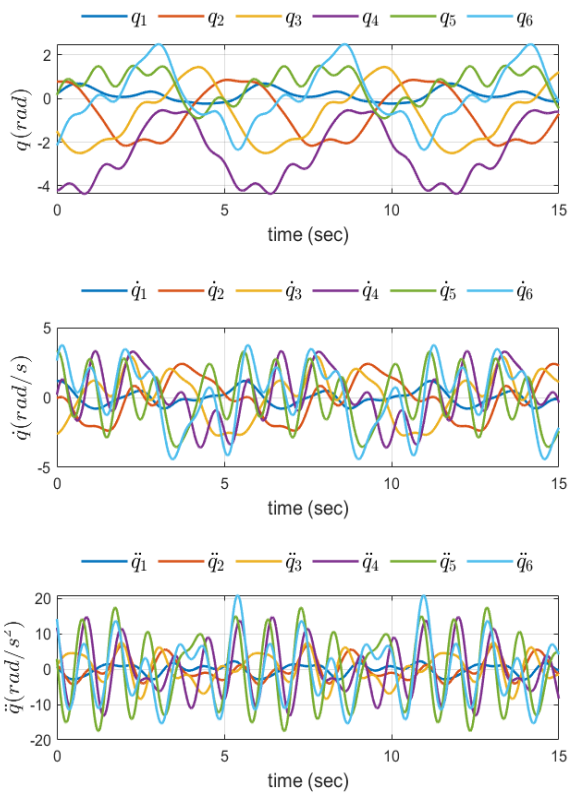 q₁ q₂ q₃ q₄ q₅ q₆
q(rad)
2
0
-2
-4
0 5 10 15
time (sec)
q̇₁ q̇₂ q̇₃ q̇₄ q̇₅ q̇₆
q̇(rad/s)
5
0
-5
0 5 10 15
time (sec)
q̈₁ q̈₂ q̈₃ q̈₄ q̈₅ q̈₆
q̈(rad/s²)
20
10
0
-10
-20
0 5 10 15
time (sec)